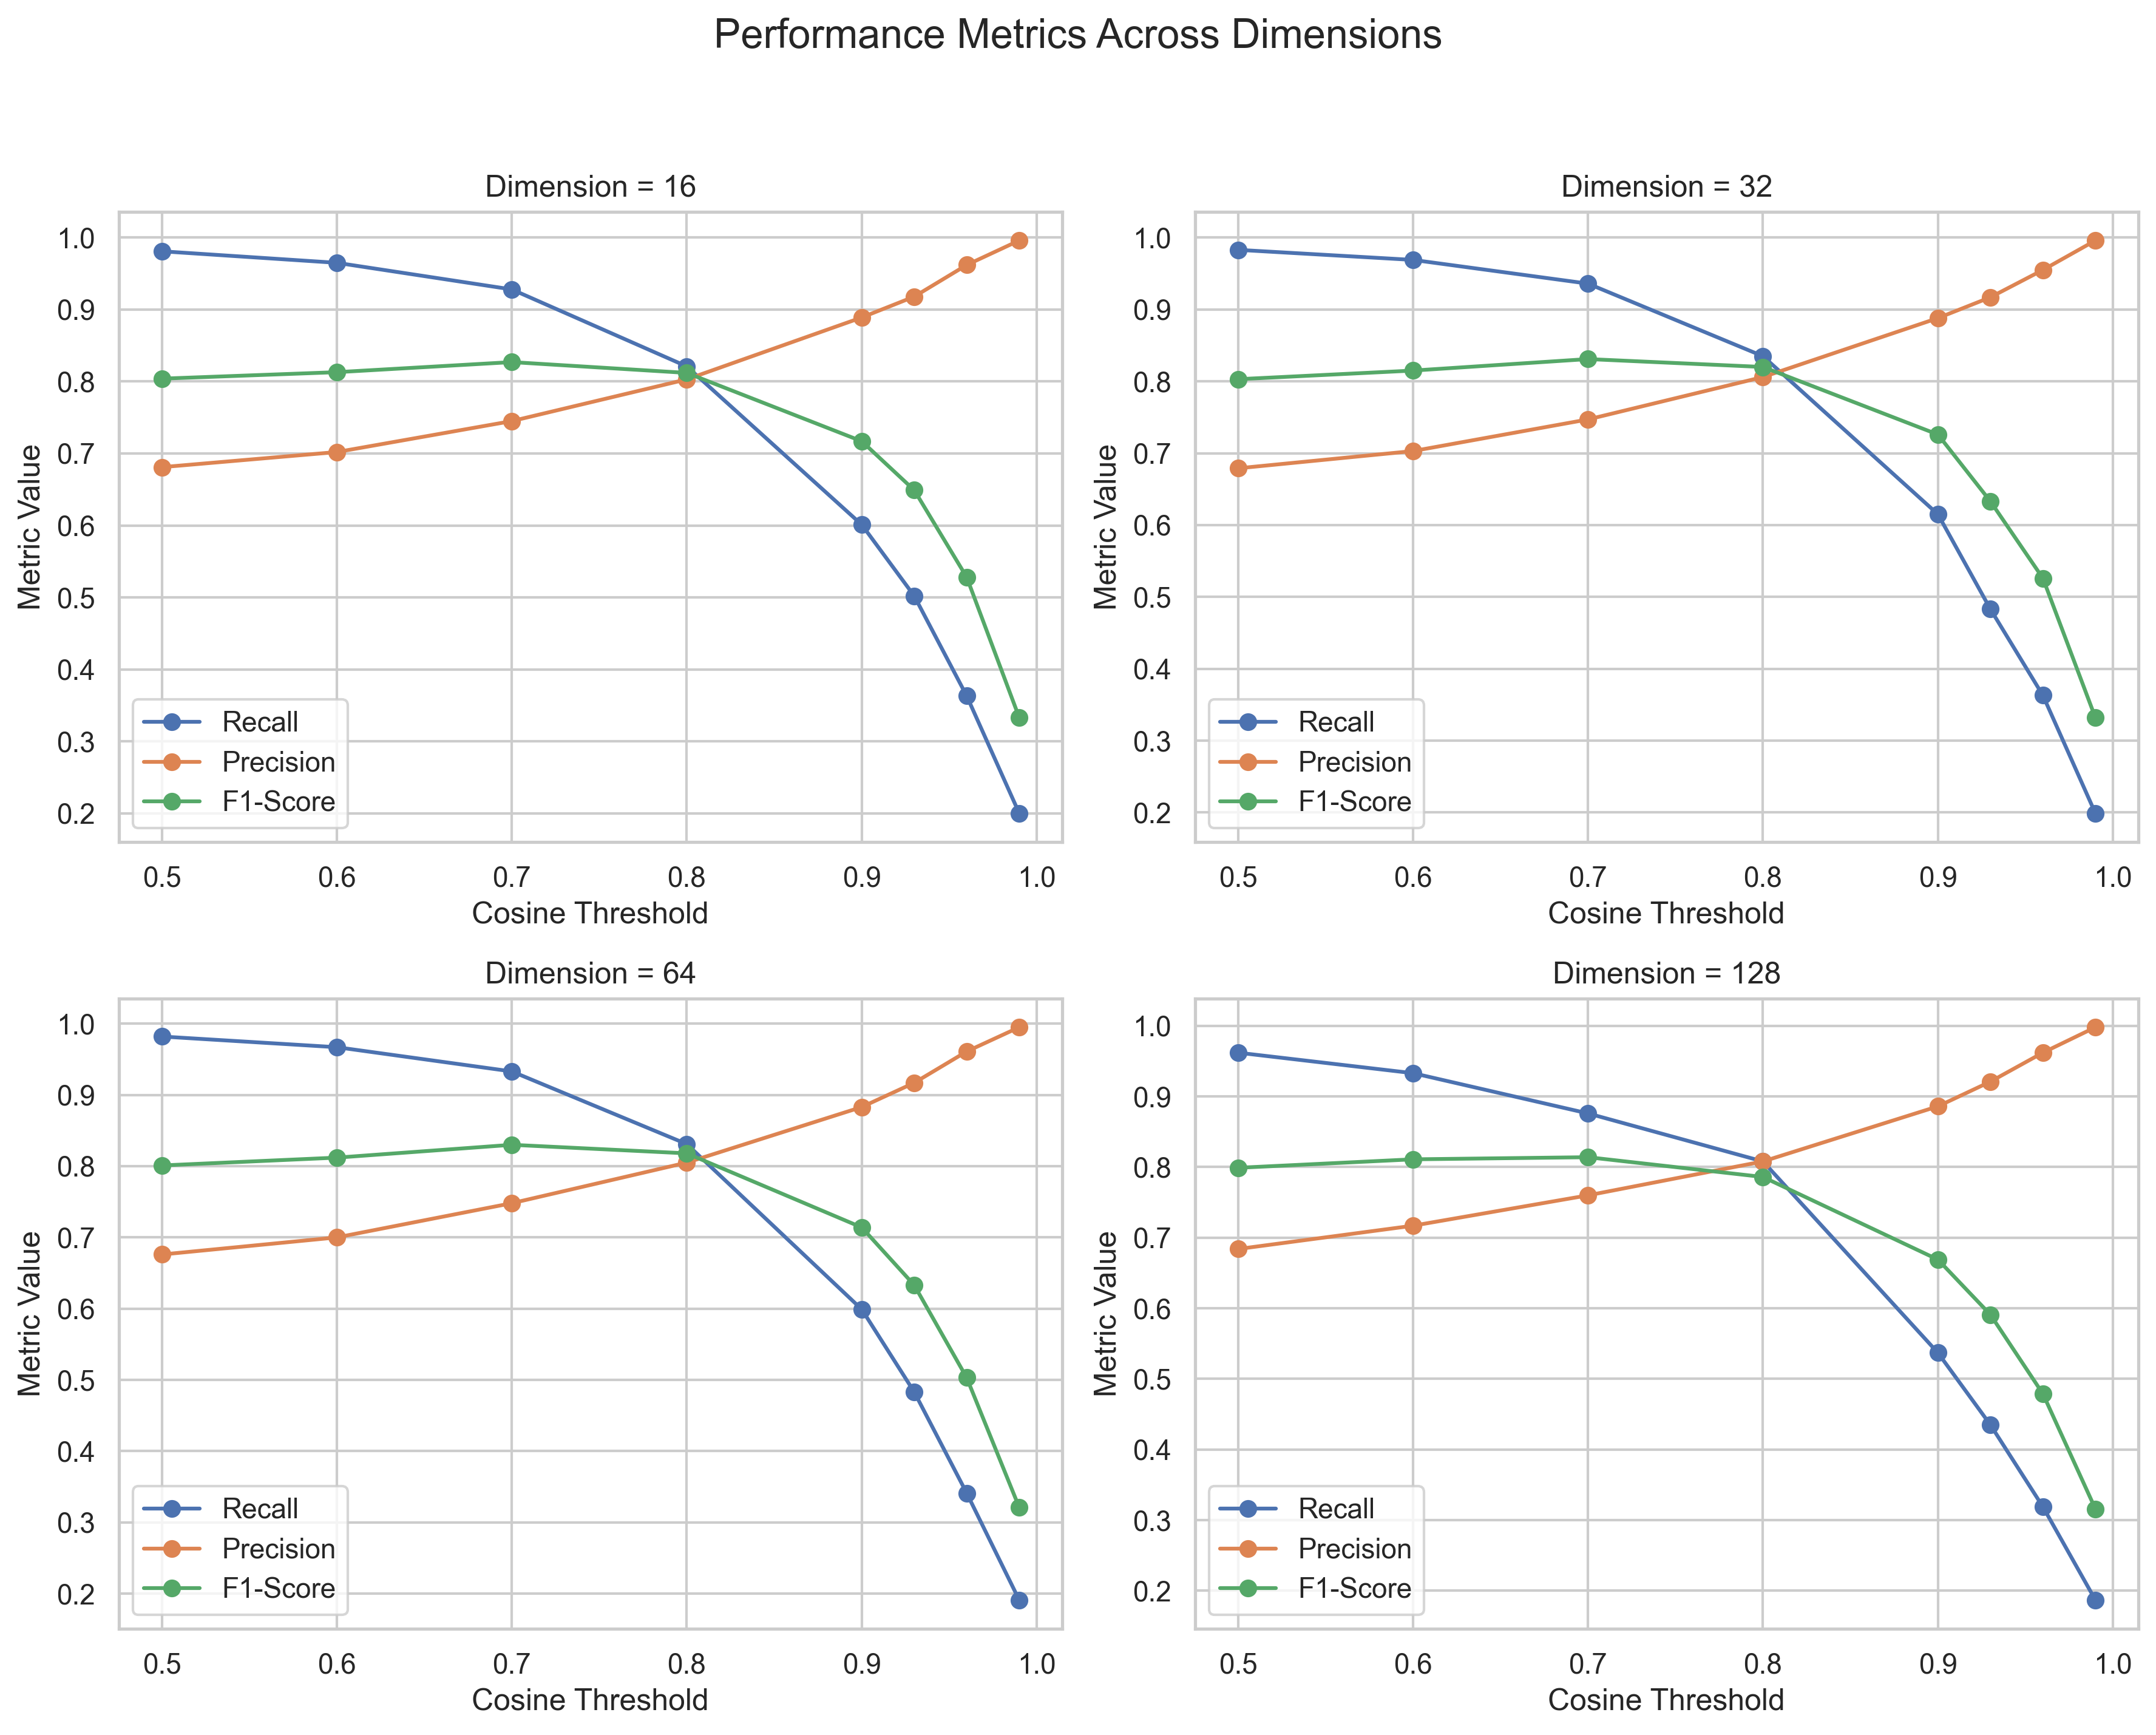 Performance Metrics Across Dimensions
Dimension = 16
Metric Value
1.0
0.9
0.8
0.7
0.6
0.5
0.4
0.3
0.2
Recall
Precision
F1-Score
0.5 0.6 0.7 0.8 0.9 1.0
Cosine Threshold
Dimension = 32
Metric Value
1.0
0.9
0.8
0.7
0.6
0.5
0.4
0.3
0.2
Recall
Precision
F1-Score
0.5 0.6 0.7 0.8 0.9 1.0
Cosine Threshold
Dimension = 64
Metric Value
1.0
0.9
0.8
0.7
0.6
0.5
0.4
0.3
0.2
Recall
Precision
F1-Score
0.5 0.6 0.7 0.8 0.9 1.0
Cosine Threshold
Dimension = 128
Metric Value
1.0
0.9
0.8
0.7
0.6
0.5
0.4
0.3
0.2
Recall
Precision
F1-Score
0.5 0.6 0.7 0.8 0.9 1.0
Cosine Threshold